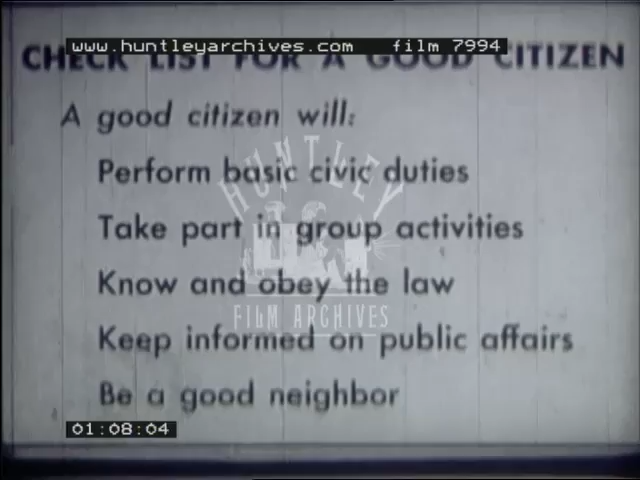 www.huntleyarchives.com film 7994
CHECK LIST FOR A GOOD CITIZEN
A good citizen will:
Perform basic civic duties
Take part in group activities
Know and obey the law
Keep informed on public affairs
Be a good neighbor
HUNTLEY
FILM ARCHIVES
01:08:04